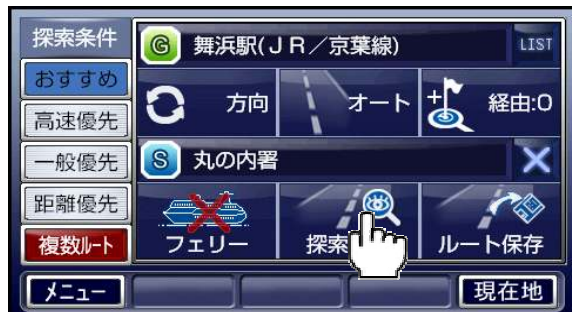 探索条件
G 舞浜駅(JR/京葉線) LIST
おすすめ
方向 オート 経由:0
高速優先
一般優先
S 丸の内署
距離優先
フェリー 探索 ルート保存
複数ルート
メニュー 現在地